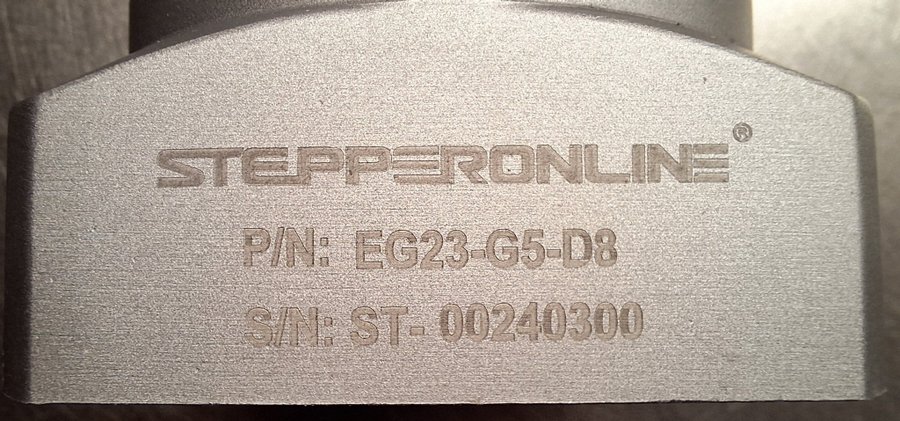 STEPPERONLINE®
P/N: EG23-G5-D8
S/N: ST- 00240300